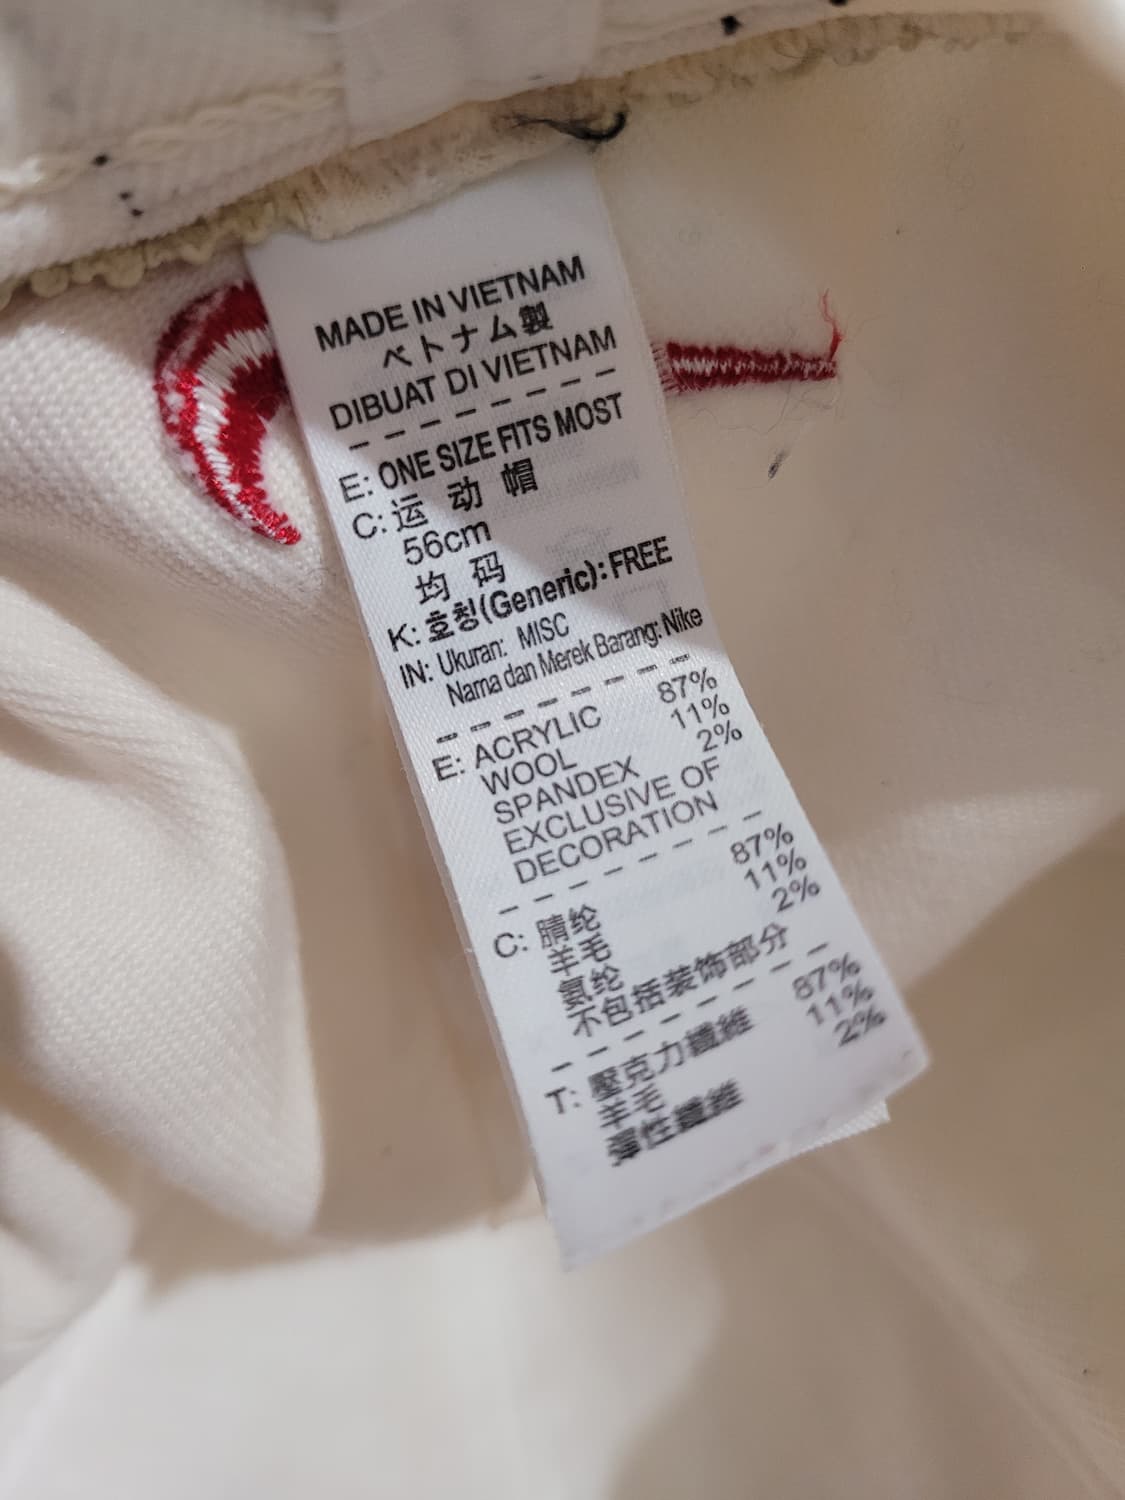 MADE IN VIETNAM
ベトナム製
DIBUAT DI VIETNAM
E: ONE SIZE FITS MOST
C: 运动帽
56cm
均码
K: 호칭(Generic): FREE
IN: Ukuran: MISC
Nama dan Merek Barang: Nike
E: ACRYLIC 87%
WOOL 11%
SPANDEX 2%
EXCLUSIVE OF
DECORATION
C: 腈纶 87%
羊毛 11%
氨纶 2%
不包括装饰部分
T: 壓克力纖維 87%
羊毛 11%
彈性纖維 2%